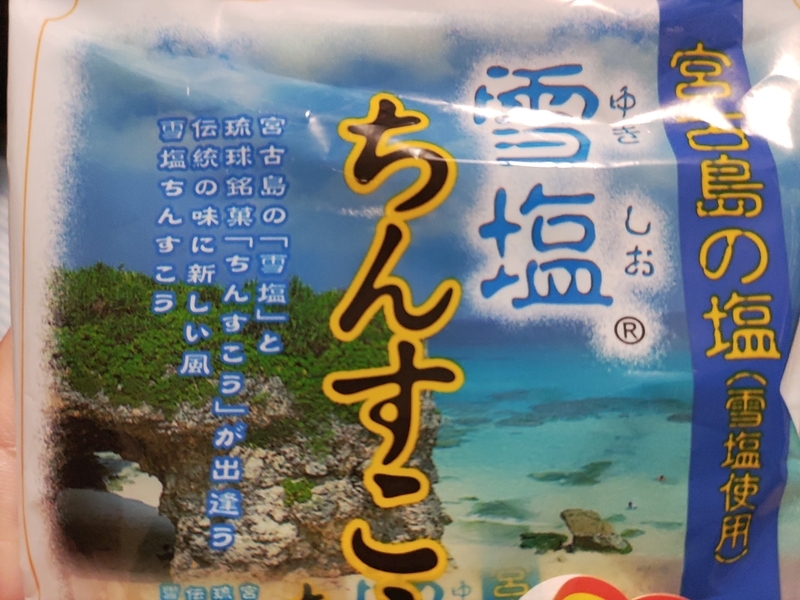 宮古島の塩(雪塩使用)
雪塩
ゆき
しお
®
ちんすこう
宮古島の「雪塩」と
琉球銘菓「ちんすこう」が出逢う
伝統の味に新しい風
雪塩ちんすこう